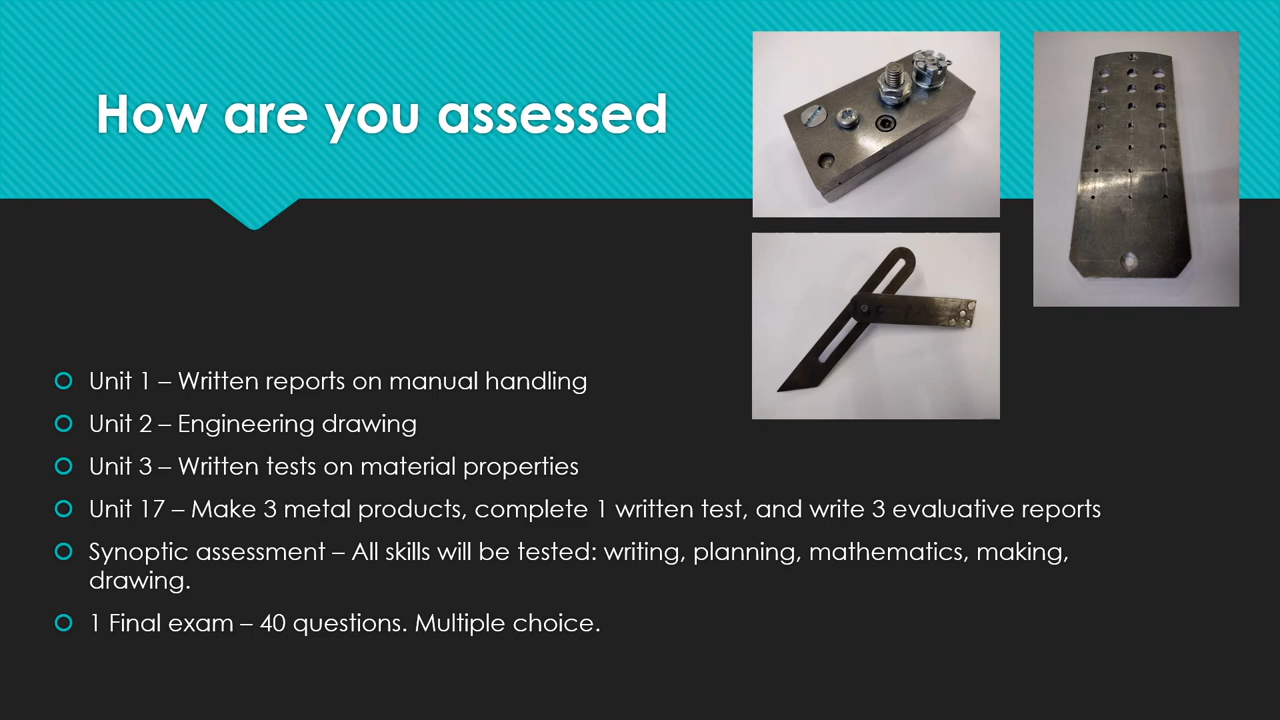 How are you assessed
Unit 1 – Written reports on manual handling
Unit 2 – Engineering drawing
Unit 3 – Written tests on material properties
Unit 17 – Make 3 metal products, complete 1 written test, and write 3 evaluative reports
Synoptic assessment – All skills will be tested: writing, planning, mathematics, making,
drawing.
1 Final exam – 40 questions. Multiple choice.